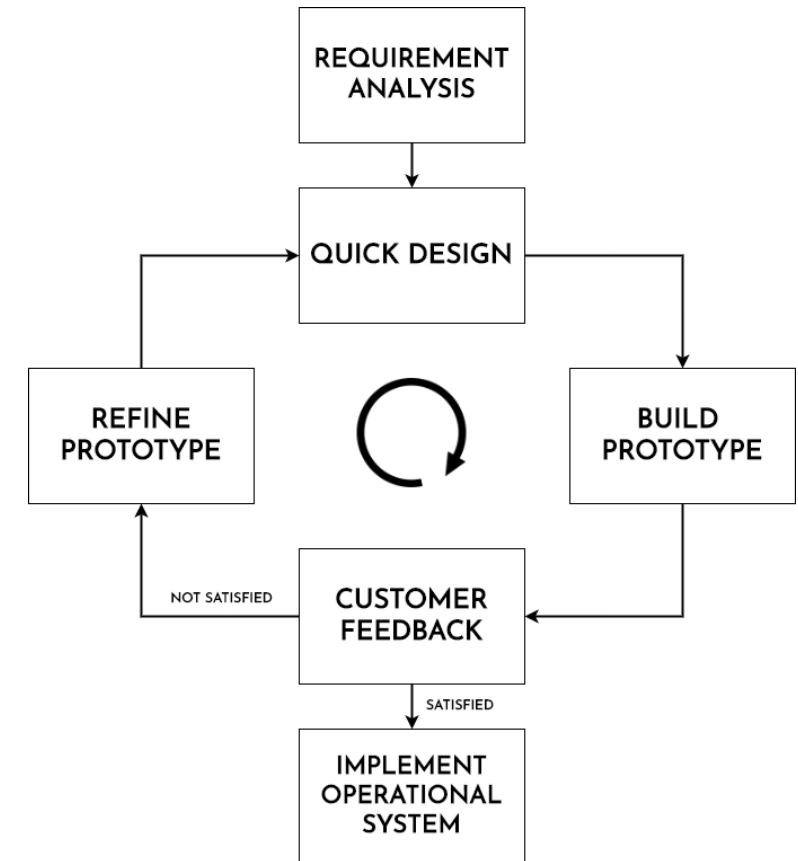 REQUIREMENT
ANALYSIS
QUICK DESIGN
REFINE
PROTOTYPE
BUILD
PROTOTYPE
NOT SATISFIED
CUSTOMER
FEEDBACK
SATISFIED
IMPLEMENT
OPERATIONAL
SYSTEM